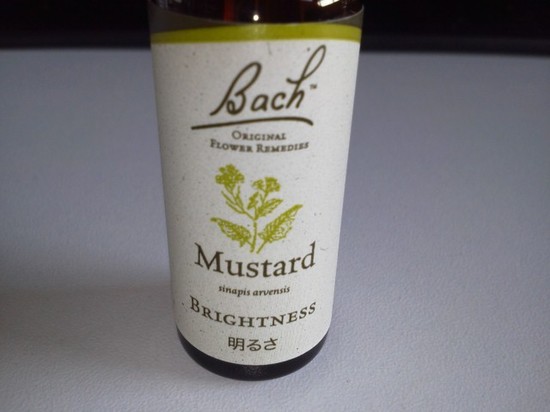 Bach™
ORIGINAL
FLOWER REMEDIES
Mustard
sinapis arvensis
BRIGHTNESS
明るさ